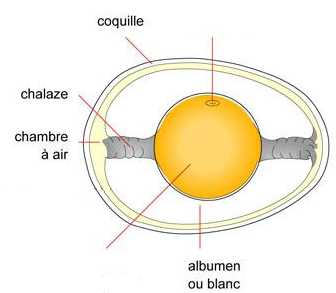 coquille
chalaze
chambre
à air
albumen
ou blanc